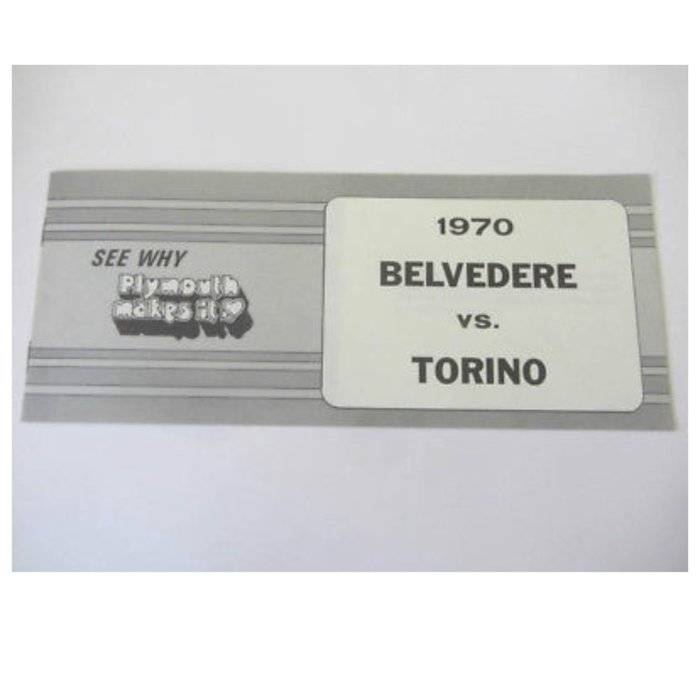 SEE WHY
Plymouth
makes it
1970
BELVEDERE
vs.
TORINO